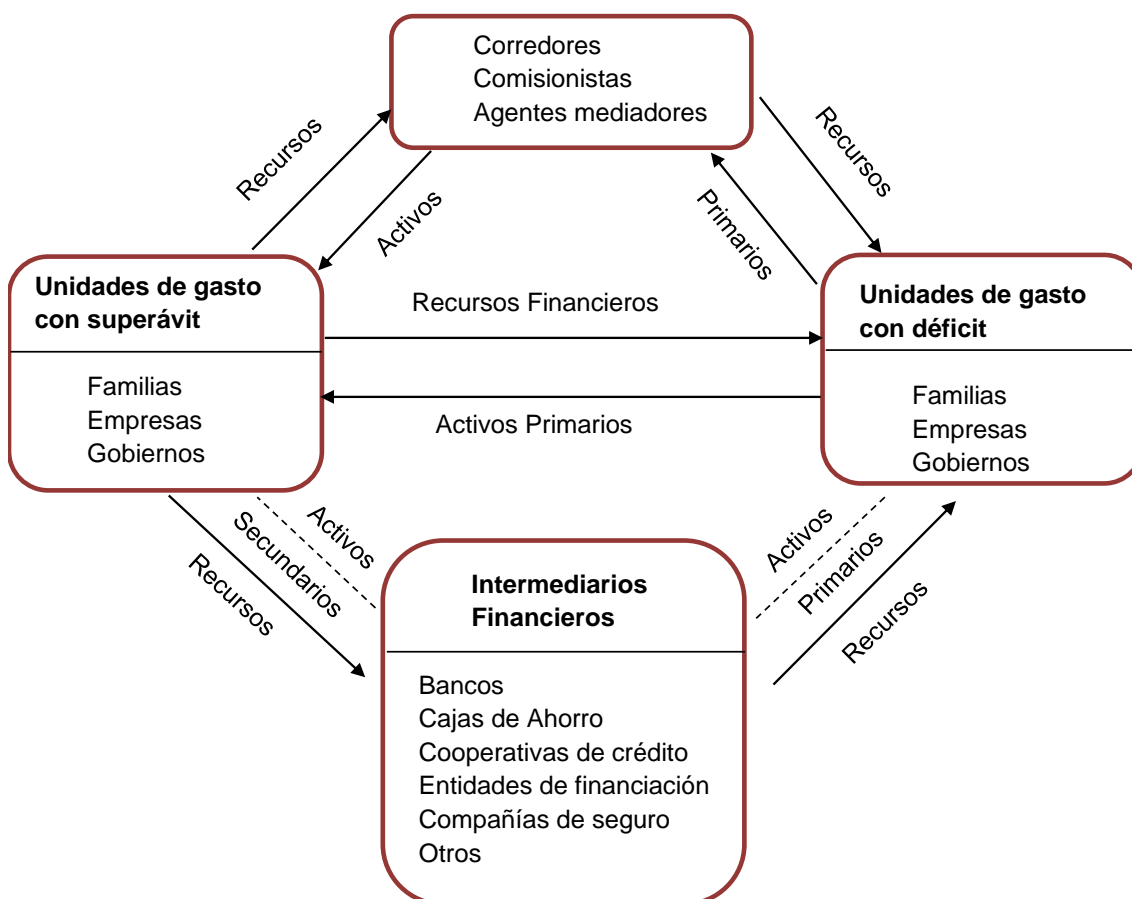 Corredores
Comisionistas
Agentes mediadores
Recursos
Activos
Recursos
Primarios
Unidades de gasto
con superávit
Familias
Empresas
Gobiernos
Recursos Financieros
Activos Primarios
Unidades de gasto
con déficit
Familias
Empresas
Gobiernos
Activos
Secundarios
Recursos
Activos
Primarios
Recursos
Intermediarios
Financieros
Bancos
Cajas de Ahorro
Cooperativas de crédito
Entidades de financiación
Compañías de seguro
Otros